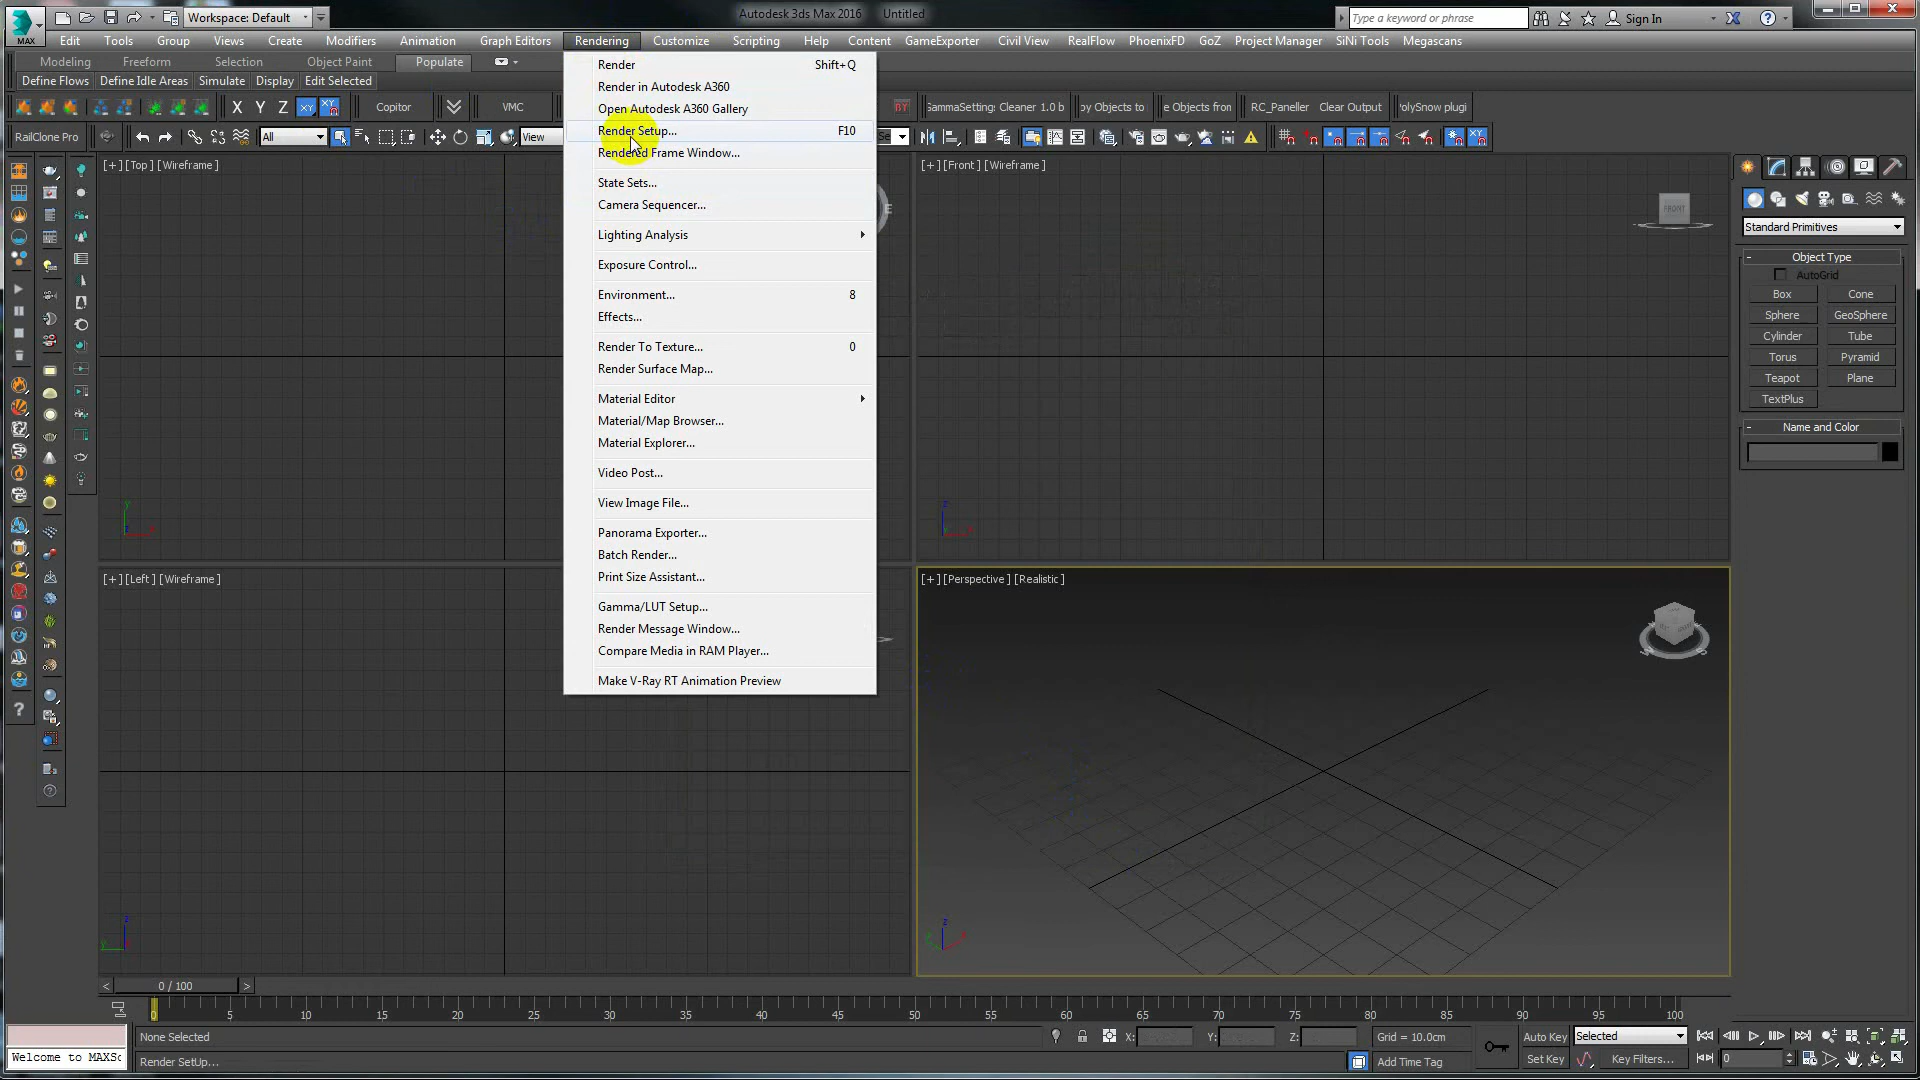 Workspace: Default
Autodesk 3ds Max 2016 Untitled
Type a keyword or phrase
Sign In
MAX
Edit Tools Group Views Create Modifiers Animation Graph Editors Rendering Customize Scripting Help Content GameExporter Civil View RealFlow PhoenixFD GoZ Project Manager SiNi Tools Megascans
Modeling Freeform Selection Object Paint Populate
Define Flows Define Idle Areas Simulate Display Edit Selected
X Y Z XY Copitor VMC BY GammaSetting: Cleaner 1.0 b py Objects to e Objects from RC_Paneller Clear Output PolySnow plugi
RailClone Pro All View
Render Shift+Q
Render in Autodesk A360
Open Autodesk A360 Gallery
Render Setup... F10
Rendered Frame Window...
State Sets...
Camera Sequencer...
Lighting Analysis
Exposure Control...
Environment... 8
Effects...
Render To Texture... 0
Render Surface Map...
Material Editor
Material/Map Browser...
Material Explorer...
Video Post...
View Image File...
Panorama Exporter...
Batch Render...
Print Size Assistant...
Gamma/LUT Setup...
Render Message Window...
Compare Media in RAM Player...
Make V-Ray RT Animation Preview
[+] [Top ] [Wireframe ]
[+] [Front ] [Wireframe ]
FRONT
[+] [Left ] [Wireframe ]
[+] [Perspective ] [Realistic ]
Standard Primitives
- Object Type
AutoGrid
Box Cone
Sphere GeoSphere
Cylinder Tube
Torus Pyramid
Teapot Plane
TextPlus
- Name and Color
< 0 / 100 >
0 5 10 15 20 25 30 35 40 45 50 55 60 65 70 75 80 85 90 95 100
None Selected
X: Y: Z: Grid = 10.0cm
Auto Key Selected
Welcome to MAXSc
Render SetUp...
Add Time Tag
Set Key Key Filters... 0